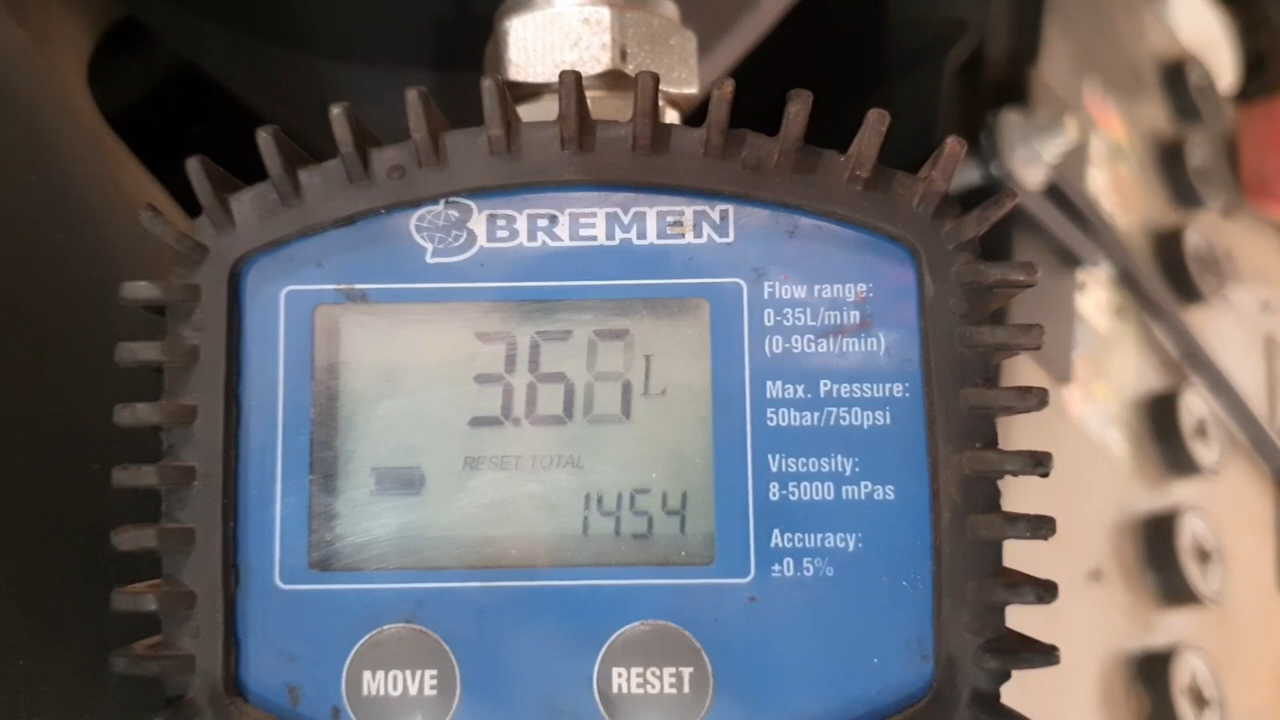 BREMEN
3.68 L
RESET TOTAL
1454
Flow range:
0-35L/min
(0-9Gal/min)
Max. Pressure:
50bar/750psi
Viscosity:
8-5000 mPas
Accuracy:
±0.5%
MOVE
RESET